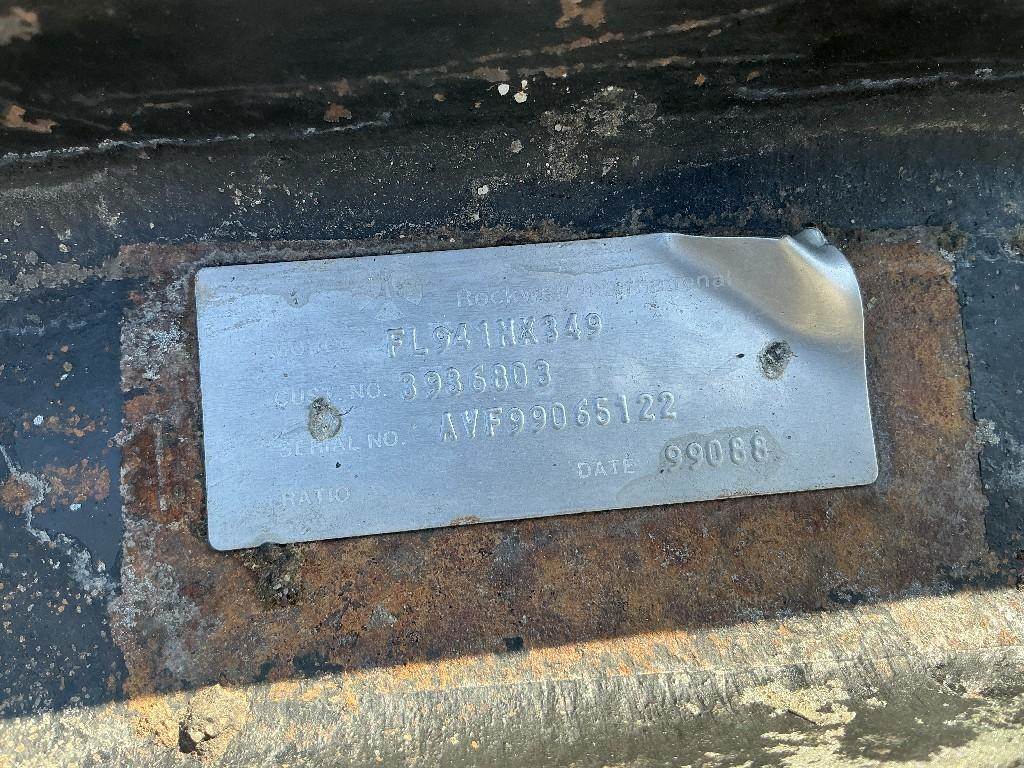 Rockwell International
MODEL FL941NX349
CUST. NO. 3936803
SERIAL NO. AVF99065122
RATIO DATE 99088